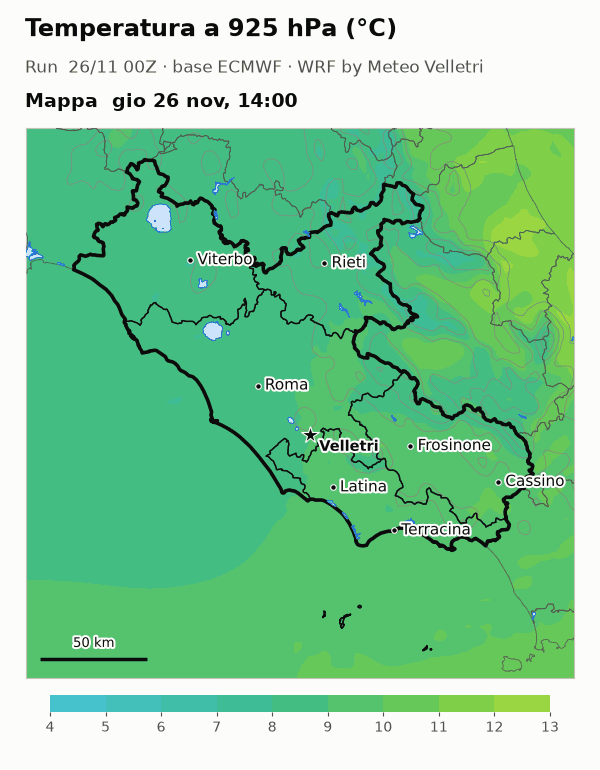 Temperatura a 925 hPa (°C)
Run  26/11 00Z · base ECMWF · WRF by Meteo Velletri
Mappa  gio 26 nov, 14:00
Viterbo
Rieti
Roma
Velletri
Frosinone
Latina
Cassino
Terracina
50 km
4 5 6 7 8 9 10 11 12 13